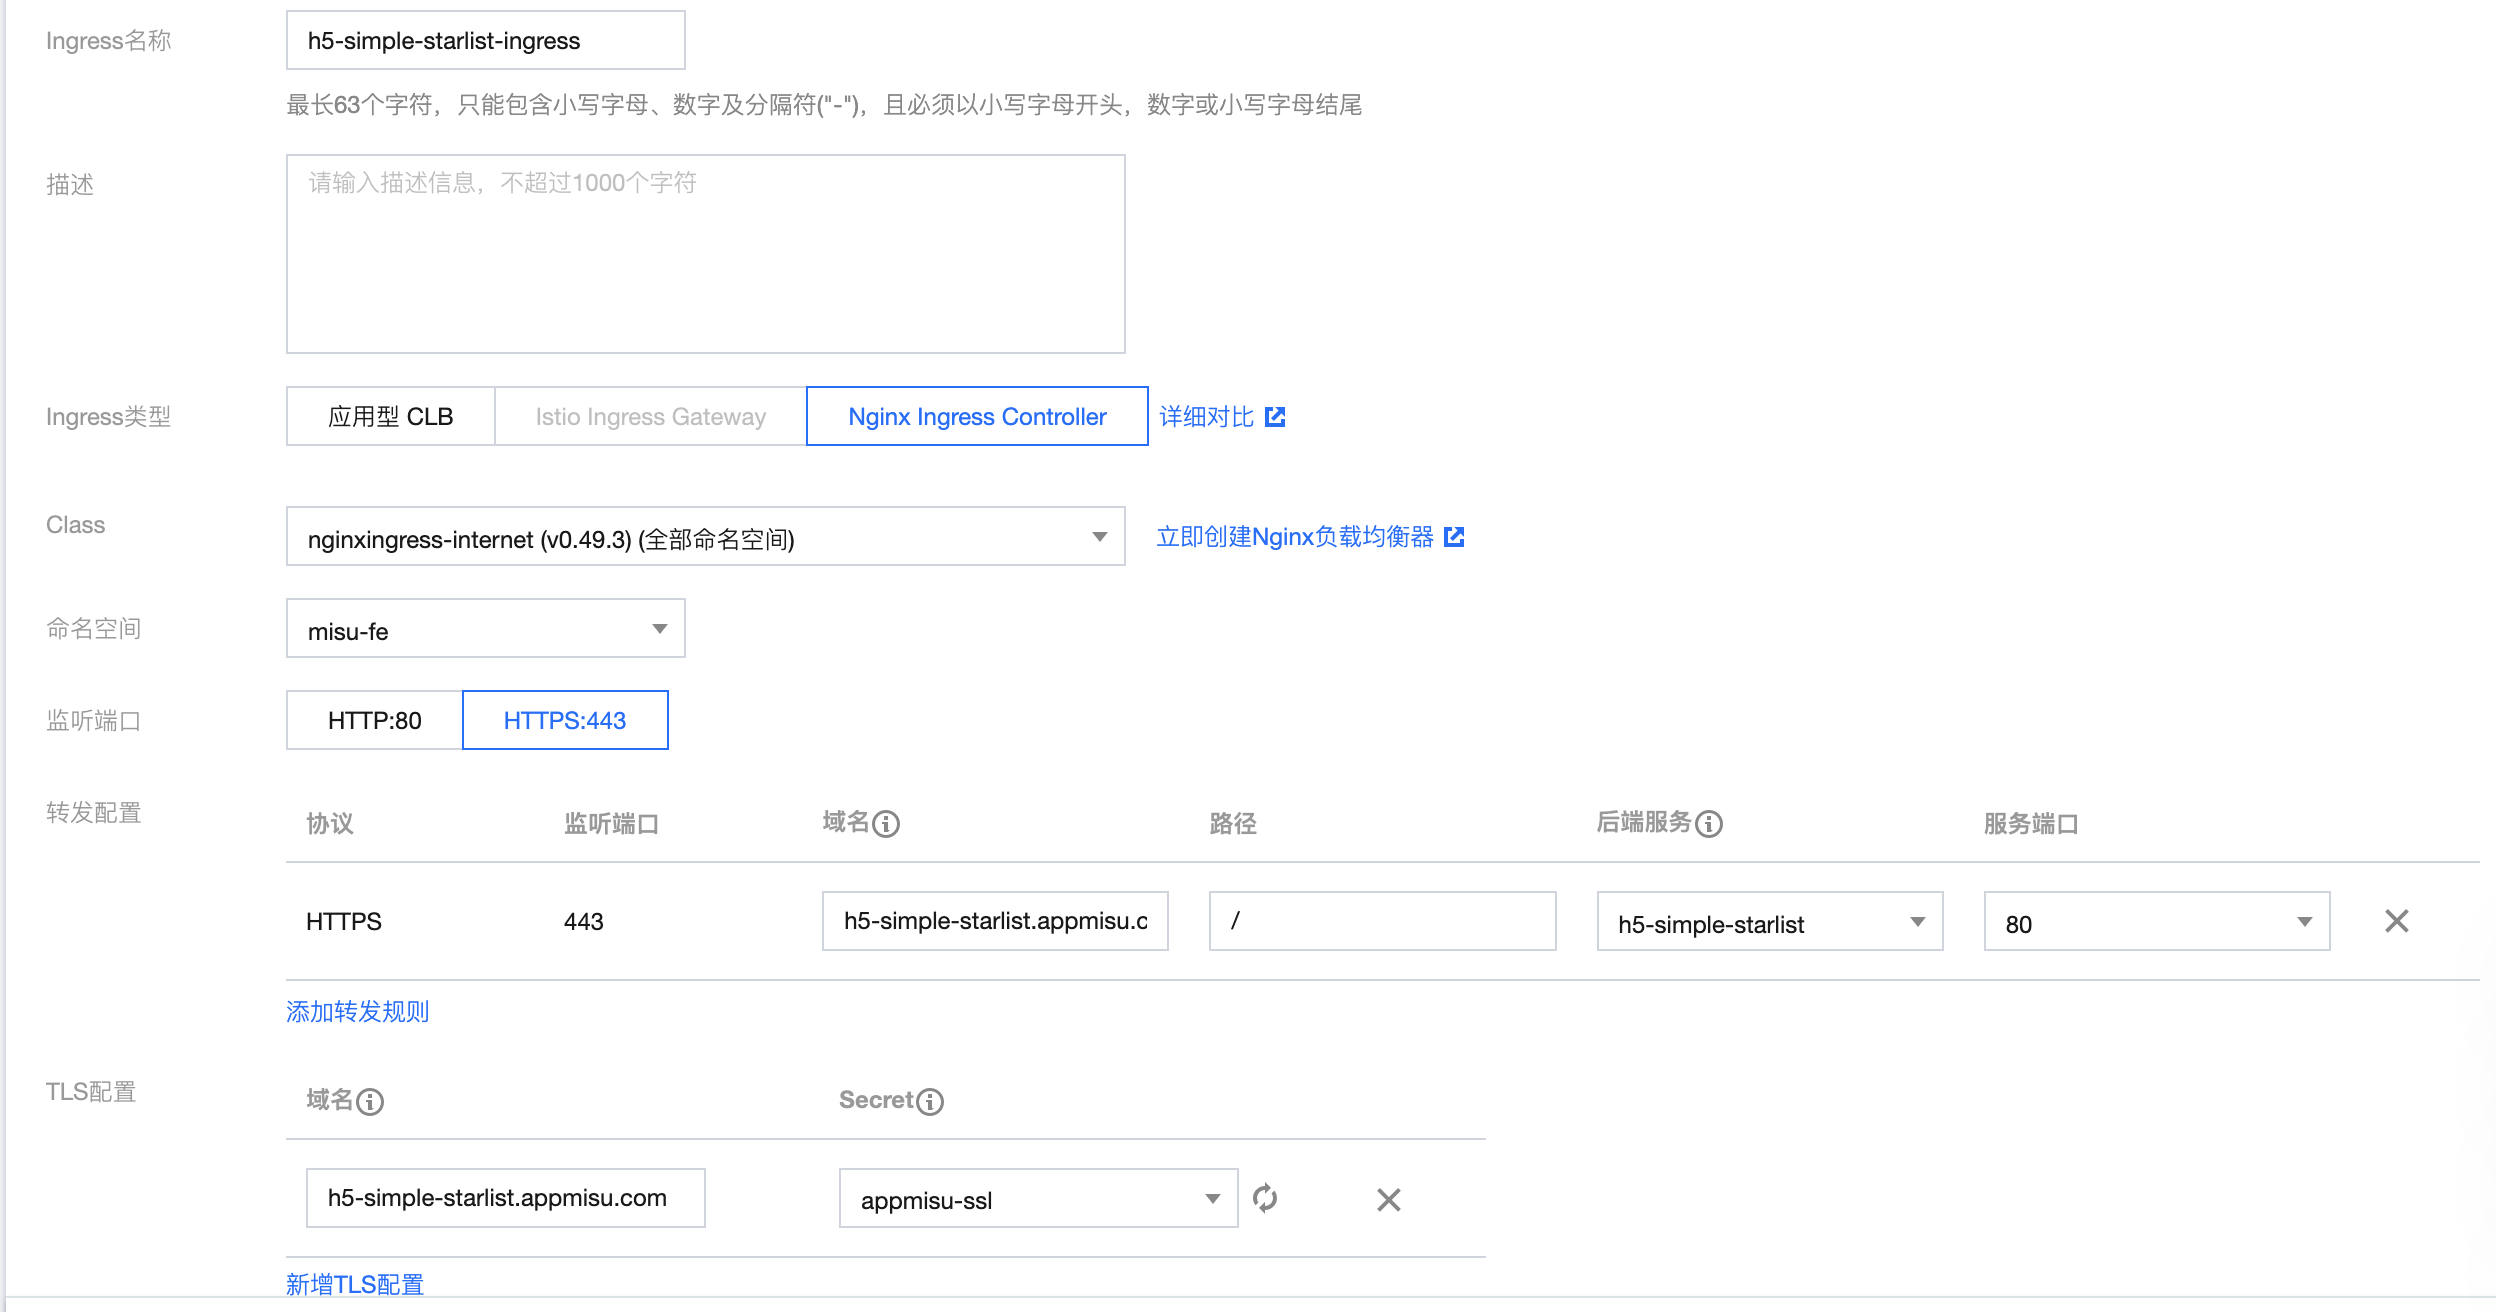 Ingress名称
h5-simple-starlist-ingress
最长63个字符，只能包含小写字母、数字及分隔符("-")，且必须以小写字母开头，数字或小写字母结尾
描述
请输入描述信息，不超过1000个字符
Ingress类型
应用型 CLB
Istio Ingress Gateway
Nginx Ingress Controller
详细对比
Class
nginxingress-internet (v0.49.3) (全部命名空间)
立即创建Nginx负载均衡器
命名空间
misu-fe
监听端口
HTTP:80
HTTPS:443
转发配置
协议
监听端口
域名
路径
后端服务
服务端口
HTTPS
443
h5-simple-starlist.appmisu.c
/
h5-simple-starlist
80
添加转发规则
TLS配置
域名
Secret
h5-simple-starlist.appmisu.com
appmisu-ssl
新增TLS配置